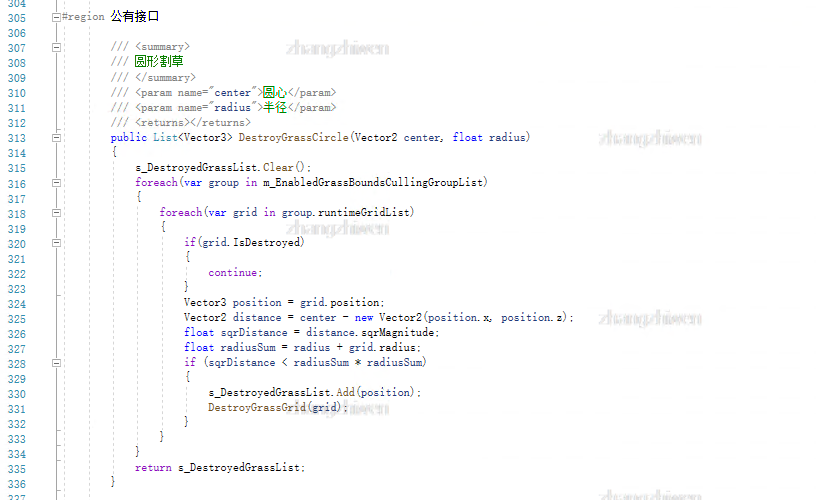 304
305 #region 公有接口
306
zhangzhiwen
307 /// <summary>
308 /// 圆形割草
309 /// </summary>
310 /// <param name="center">圆心</param>
311 /// <param name="radius">半径</param>
312 /// <returns></returns>
313 public List<Vector3> DestroyGrassCircle(Vector2 center, float radius)
zhangzhiwen
314 {
315 s_DestroyedGrassList.Clear();
316 foreach(var group in m_EnabledGrassBoundsCullingGroupList)
317 {
318 foreach(var grid in group.runtimeGridList)
319 {
zhangzhiwen
320 if(grid.IsDestroyed)
321 {
322 continue;
323 }
324 Vector3 position = grid.position;
325 Vector2 distance = center - new Vector2(position.x, position.z);
zhangzhiwen
326 float sqrDistance = distance.sqrMagnitude;
327 float radiusSum = radius + grid.radius;
328 if (sqrDistance < radiusSum * radiusSum)
329 {
330 s_DestroyedGrassList.Add(position);
331 DestroyGrassGrid(grid);
zhangzhiwen
332 }
333 }
334 }
335 return s_DestroyedGrassList;
336 }
337
zhangzhiwen